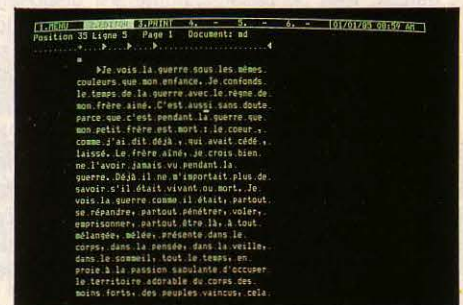 1.MENU 2.EDITOR 3.PRINT 4. - 5. - 6. - 01/01/85 08:59 AM
Position 35 Ligne 5 Page 1 Document: md
Je vois la guerre sous les mêmes
couleurs que mon enfance. Je confonds
le temps de la guerre avec le règne de
mon frère aîné. C'est aussi sans doute
parce que c'est pendant la guerre que
mon petit frère est mort : le coeur,
comme j'ai dit déjà, qui avait cédé,
laissé. Le frère aîné, je crois bien
ne l'avoir jamais vu pendant la
guerre. Déjà il ne m'importait plus de
savoir s'il était vivant ou mort. Je
vois la guerre comme il était, partout
se répandre, partout pénétrer, voler,
emprisonner, partout être là, à tout
mélangée, mêlée, présente dans le
corps, dans la pensée, dans la veille,
dans le sommeil, tout le temps, en
proie à la passion saoulante d'occuper
le territoire adorable du corps des
moins forts, des peuples vaincus, cela